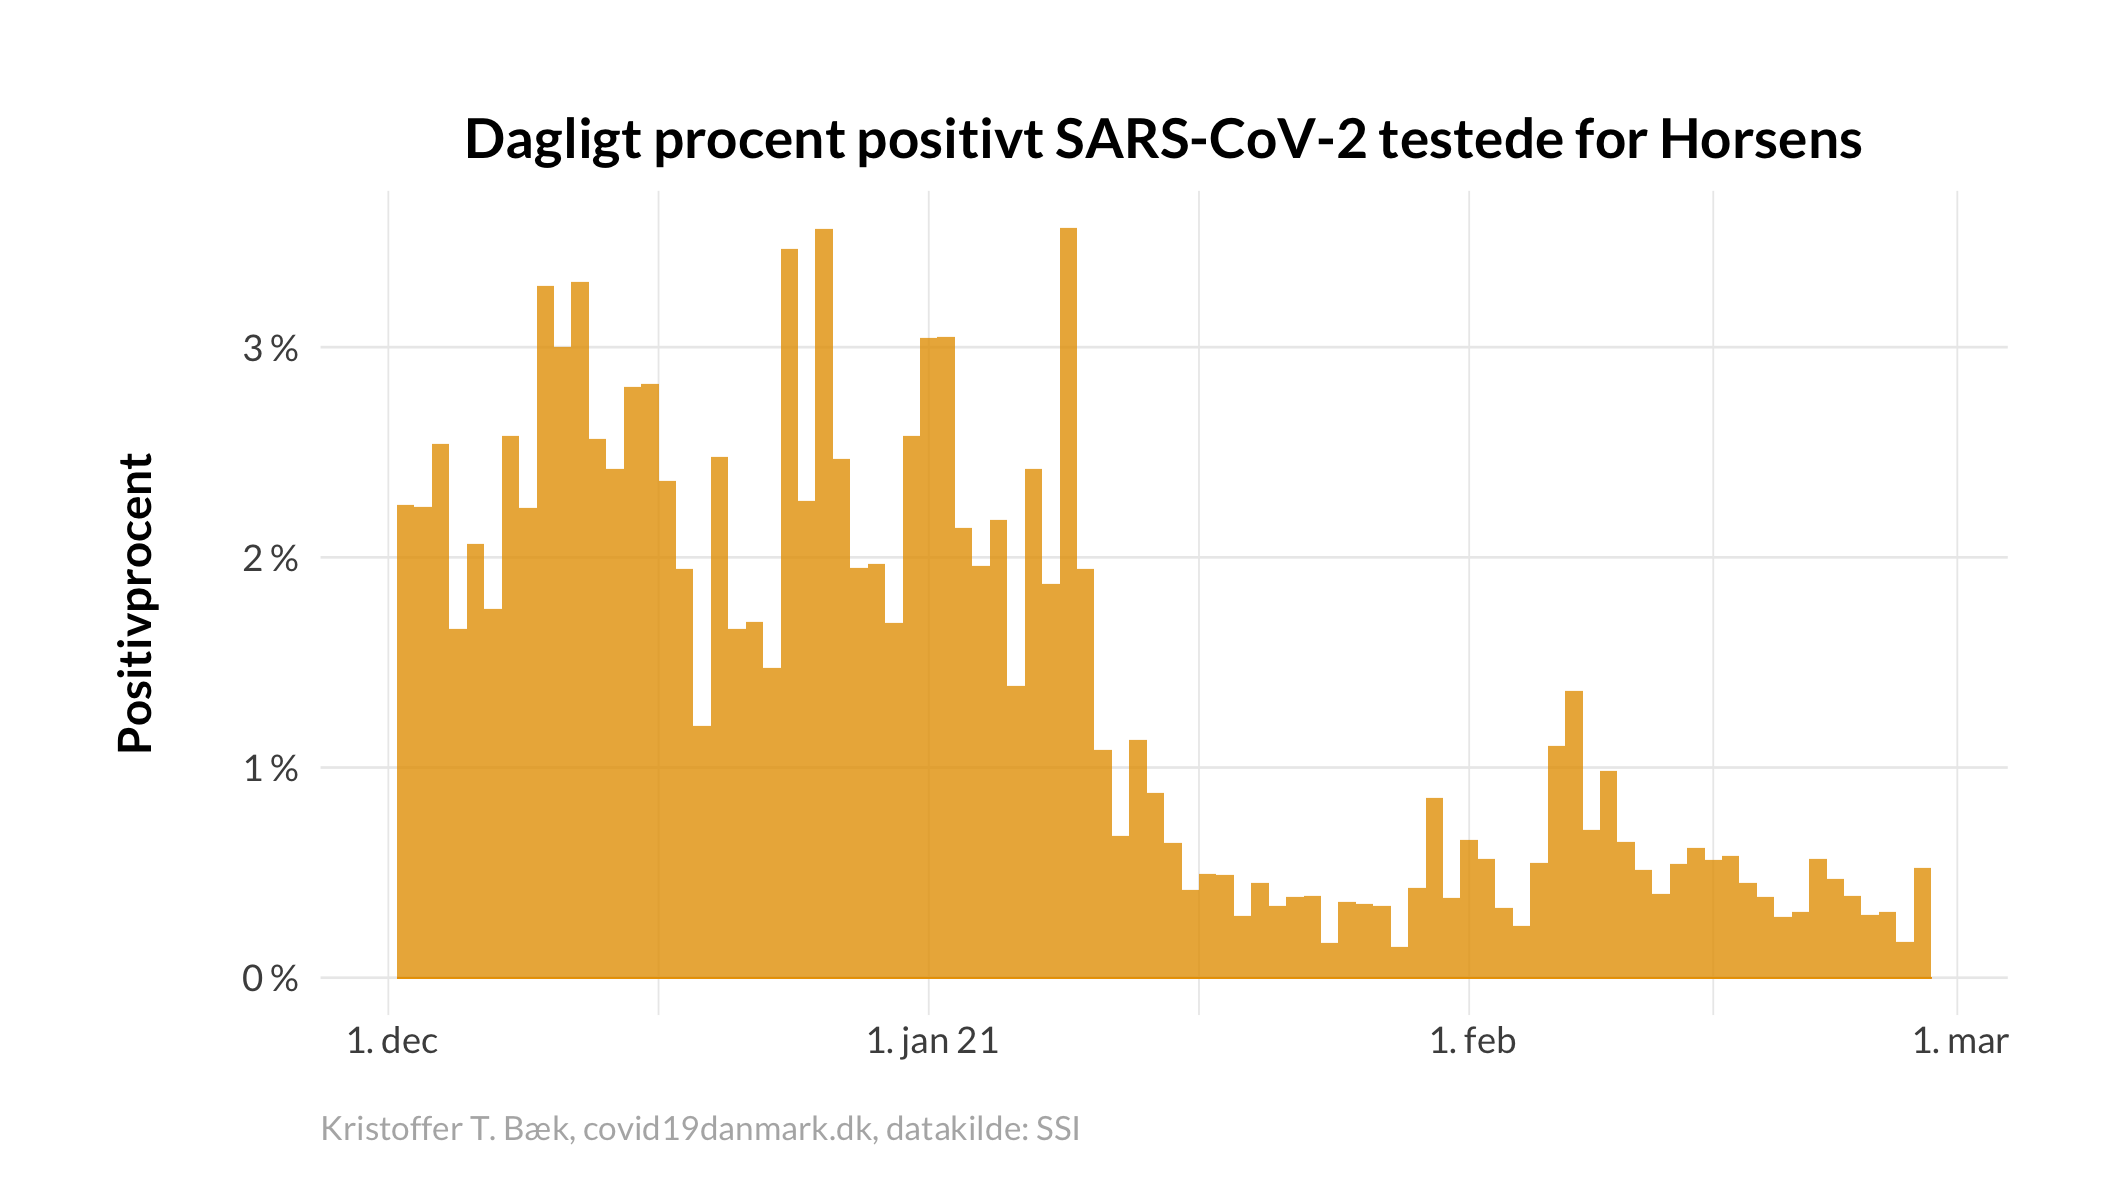 Dagligt procent positivt SARS-CoV-2 testede for Horsens
Positivprocent
3 %
2 %
1 %
0 %
1. dec
1. jan 21
1. feb
1. mar
Kristoffer T. Bæk, covid19danmark.dk, datakilde: SSI